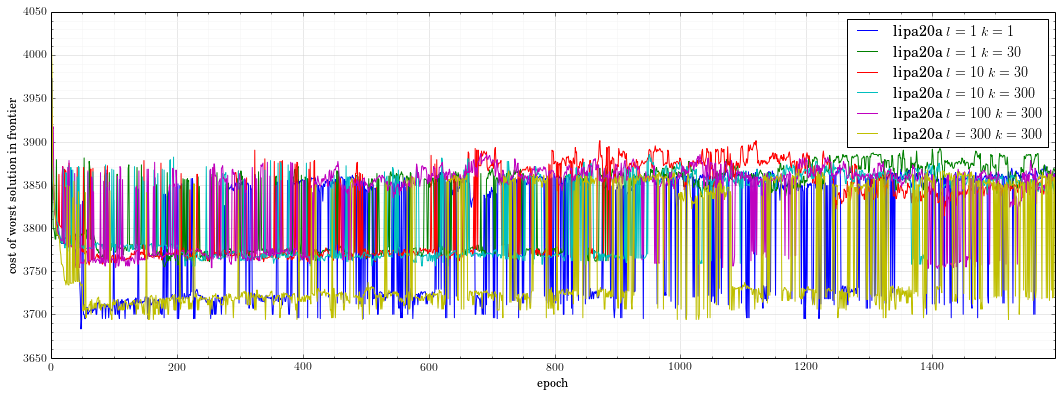 4050
4000
3950
3900
3850
3800
3750
3700
3650
cost of worst solution in frontier
0
200
400
600
800
1000
1200
1400
epoch
lipa20a l = 1 k = 1
lipa20a l = 1 k = 30
lipa20a l = 10 k = 30
lipa20a l = 10 k = 300
lipa20a l = 100 k = 300
lipa20a l = 300 k = 300